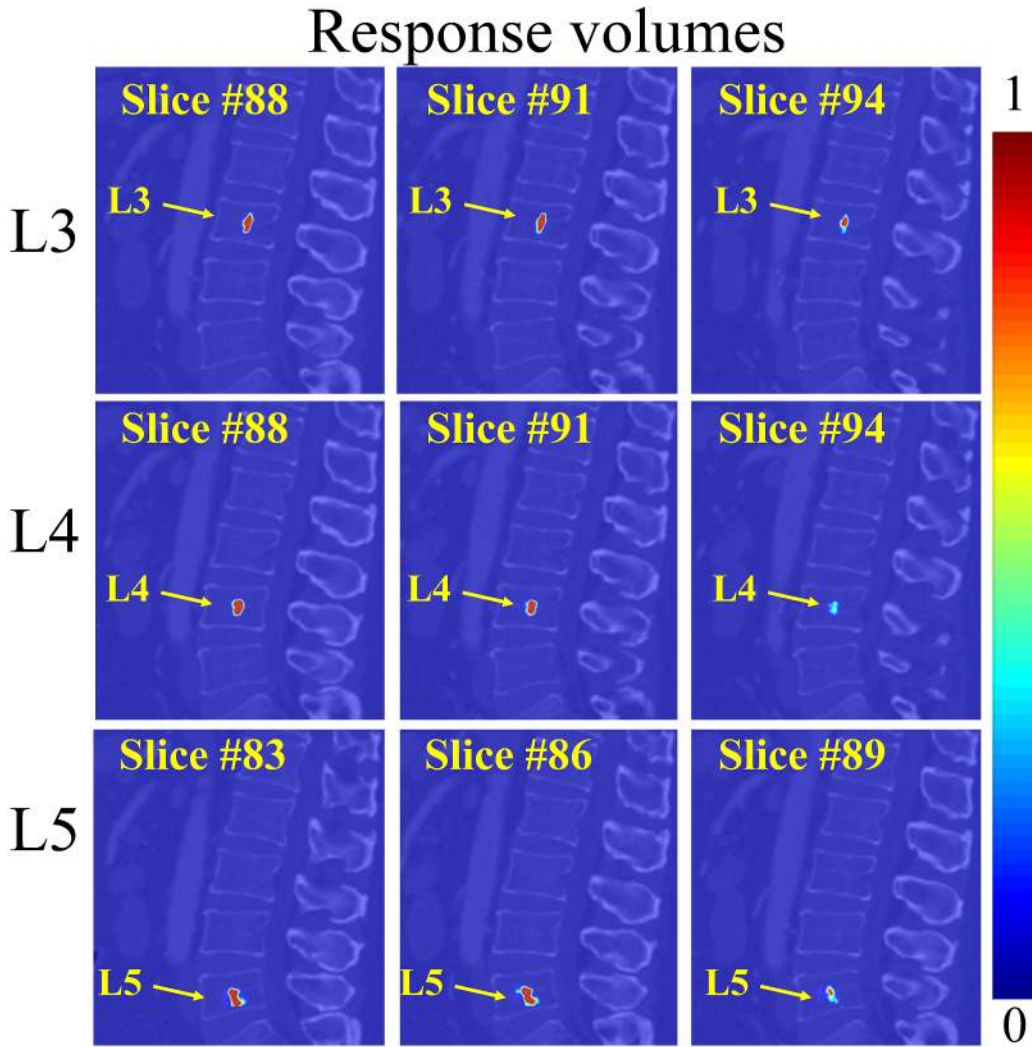 Response volumes
Slice #88 Slice #91 Slice #94 1
L3 L3 L3 L3
Slice #88 Slice #91 Slice #94
L4 L4 L4 L4
Slice #83 Slice #86 Slice #89
L5
L5 L5 L5
0